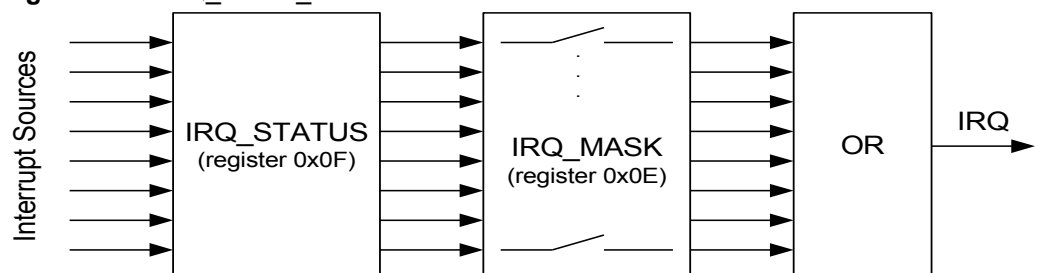 Interrupt Sources
IRQ_STATUS
(register 0x0F)
IRQ_MASK
(register 0x0E)
OR
IRQ